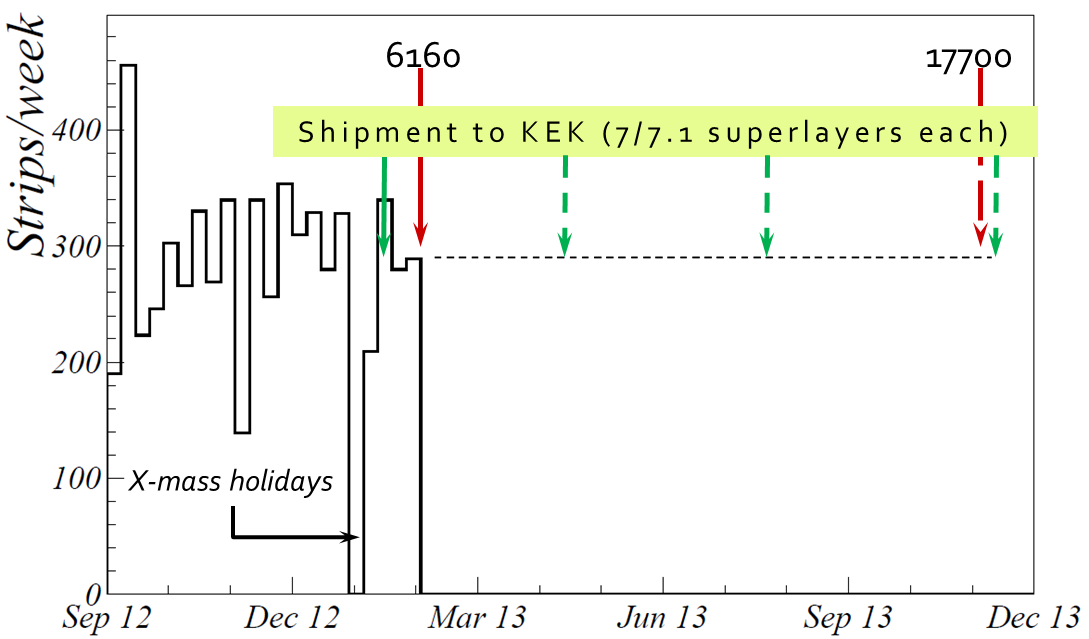 6160
17700
Shipment to KEK (7/7.1 superlayers each)
Strips/week
400
300
200
100
0
X-mass holidays
Sep 12
Dec 12
Mar 13
Jun 13
Sep 13
Dec 13